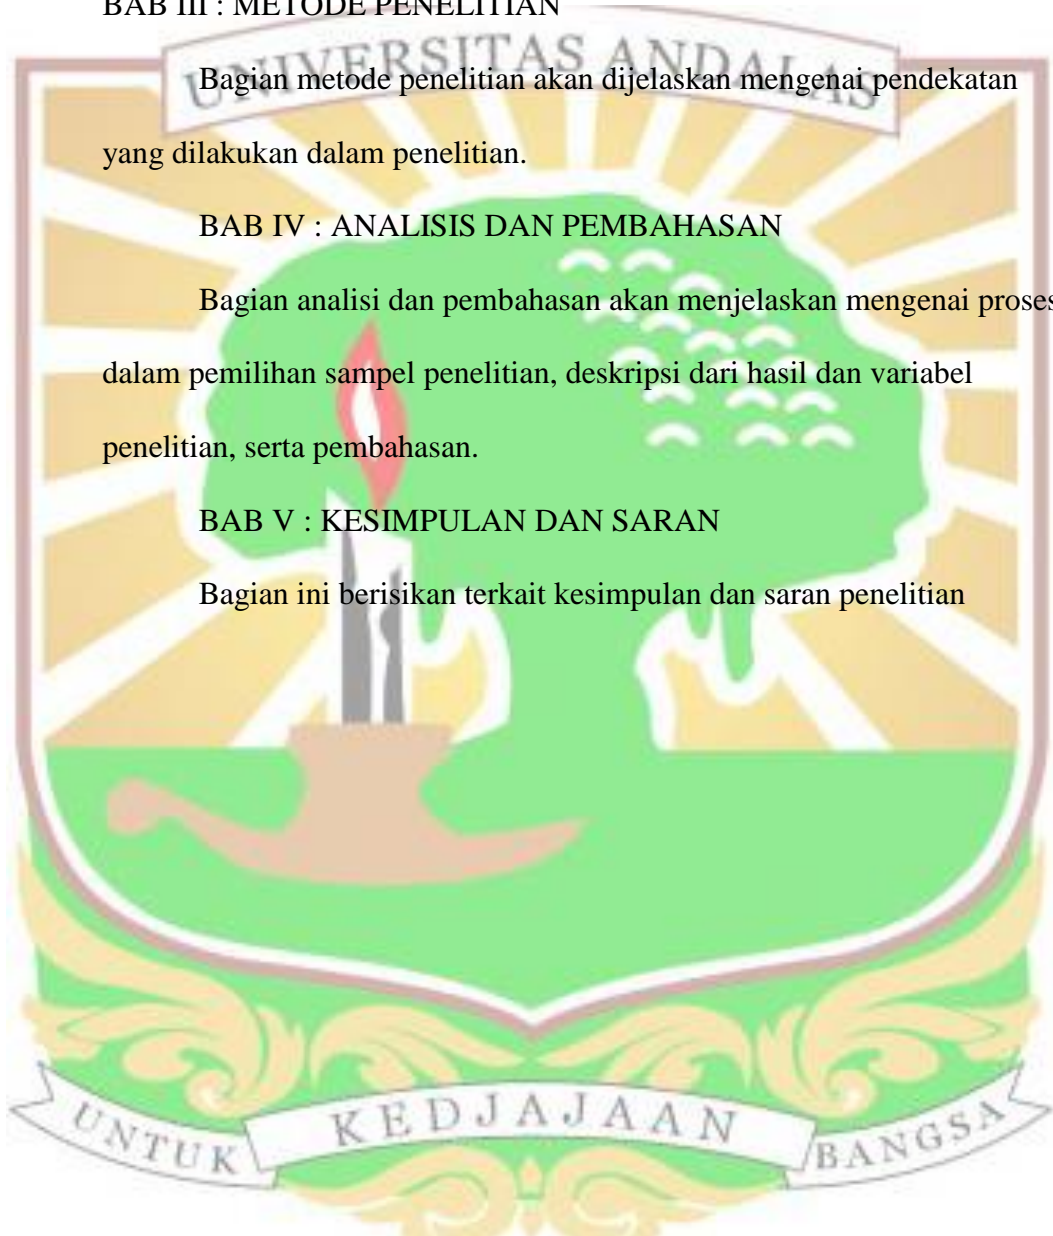 BAB III : METODE PENELITIAN
UNIVERSITAS ANDALAS
Bagian metode penelitian akan dijelaskan mengenai pendekatan
yang dilakukan dalam penelitian.
BAB IV : ANALISIS DAN PEMBAHASAN
Bagian analisi dan pembahasan akan menjelaskan mengenai proses
dalam pemilihan sampel penelitian, deskripsi dari hasil dan variabel
penelitian, serta pembahasan.
BAB V : KESIMPULAN DAN SARAN
Bagian ini berisikan terkait kesimpulan dan saran penelitian
UNTUK KEDJAJAAN BANGSA